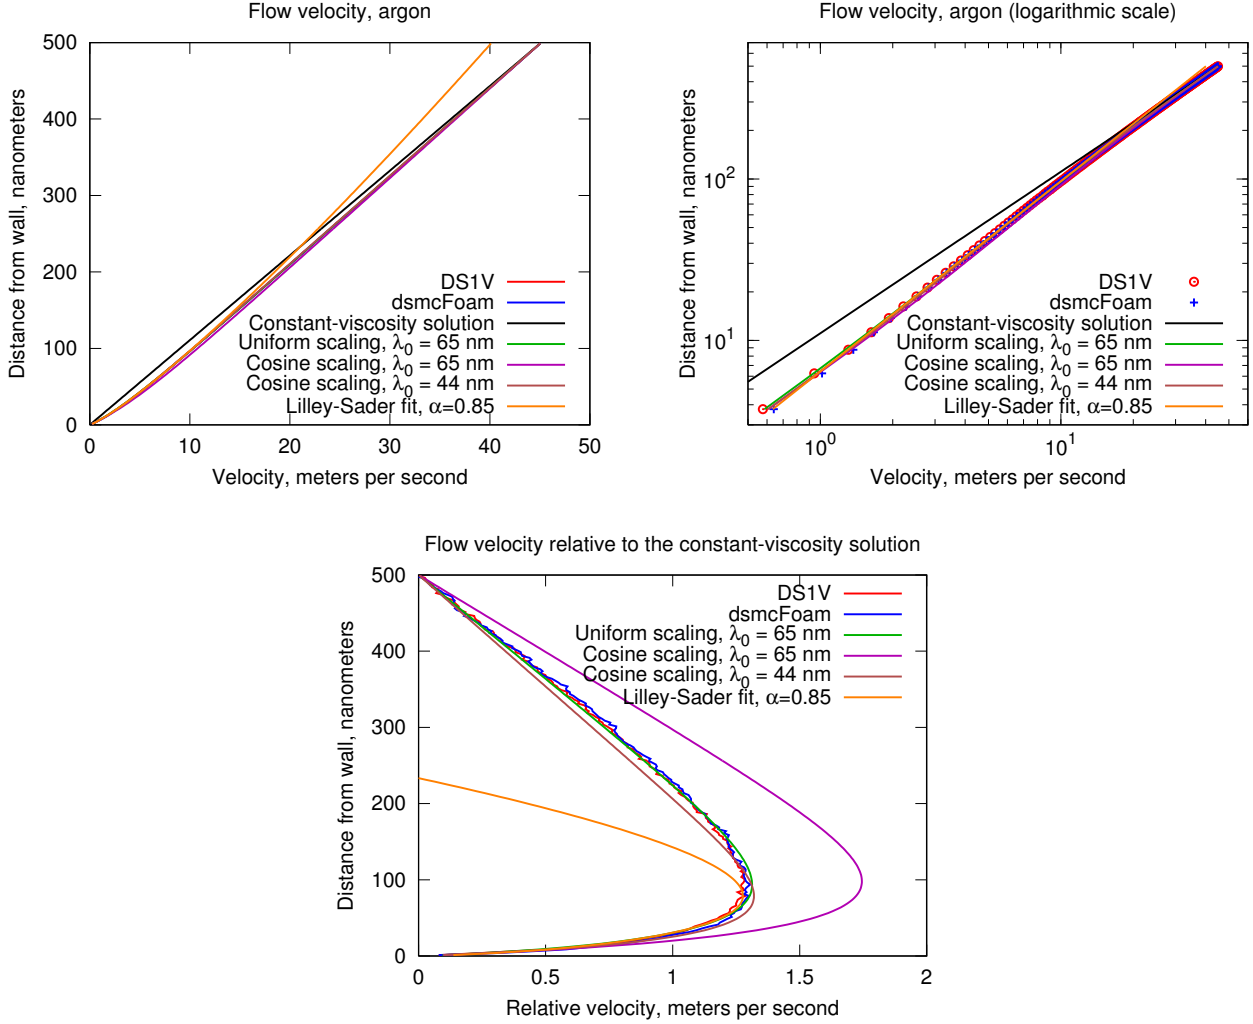 Flow velocity, argon
500
400
300
200
100
0
0
10
20
30
40
50
Distance from wall, nanometers
Velocity, meters per second
DS1V
dsmcFoam
Constant-viscosity solution
Uniform scaling, λ0 = 65 nm
Cosine scaling, λ0 = 65 nm
Cosine scaling, λ0 = 44 nm
Lilley-Sader fit, α=0.85
Flow velocity, argon (logarithmic scale)
10^2
10^1
10^0
10^1
Distance from wall, nanometers
Velocity, meters per second
DS1V
dsmcFoam
Constant-viscosity solution
Uniform scaling, λ0 = 65 nm
Cosine scaling, λ0 = 65 nm
Cosine scaling, λ0 = 44 nm
Lilley-Sader fit, α=0.85
Flow velocity relative to the constant-viscosity solution
500
400
300
200
100
0
0
0.5
1
1.5
2
Distance from wall, nanometers
Relative velocity, meters per second
DS1V
dsmcFoam
Uniform scaling, λ0 = 65 nm
Cosine scaling, λ0 = 65 nm
Cosine scaling, λ0 = 44 nm
Lilley-Sader fit, α=0.85